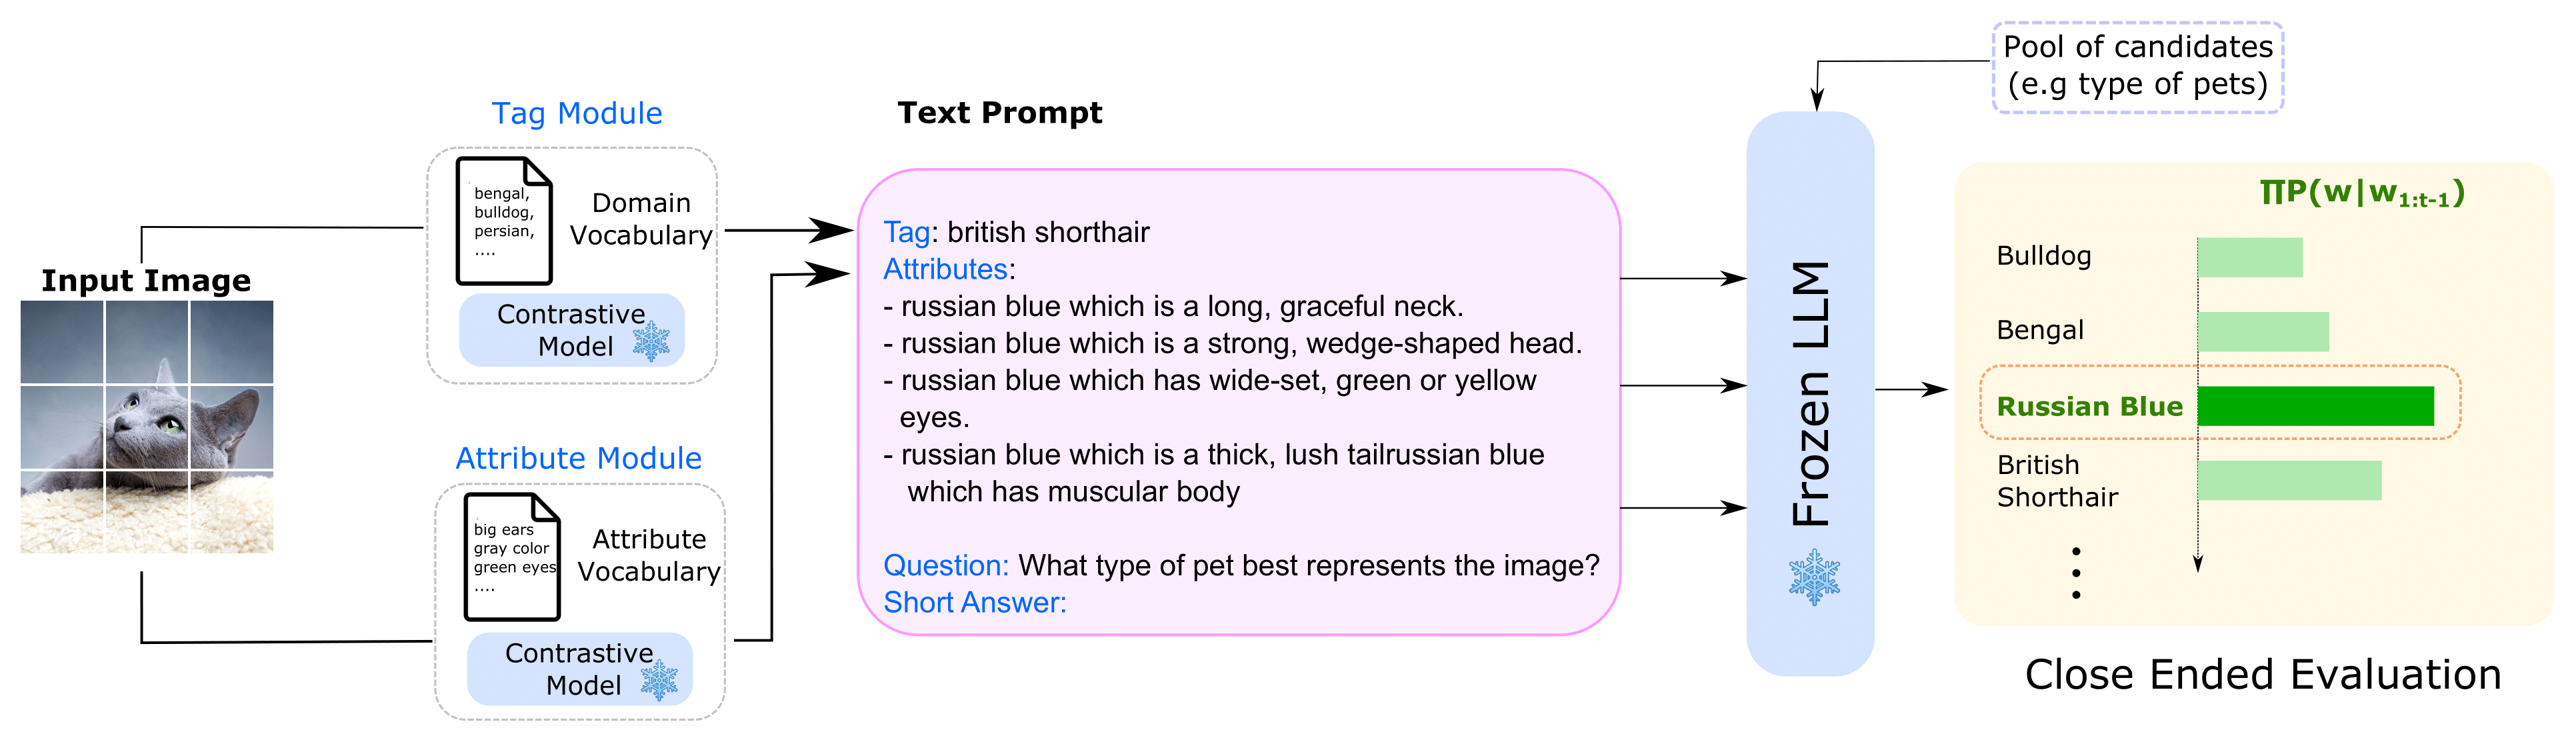 Input Image
Tag Module
bengal,
bulldog,
persian,
....
Domain
Vocabulary
Contrastive
Model
Attribute Module
big ears
gray color
green eyes
....
Attribute
Vocabulary
Contrastive
Model
Text Prompt
Tag: british shorthair
Attributes:
- russian blue which is a long, graceful neck.
- russian blue which is a strong, wedge-shaped head.
- russian blue which has wide-set, green or yellow
eyes.
- russian blue which is a thick, lush tailrussian blue
which has muscular body
Question: What type of pet best represents the image?
Short Answer:
Frozen LLM
Pool of candidates
(e.g type of pets)
∏P(w|w1:t-1)
Bulldog
Bengal
Russian Blue
British
Shorthair
Close Ended Evaluation